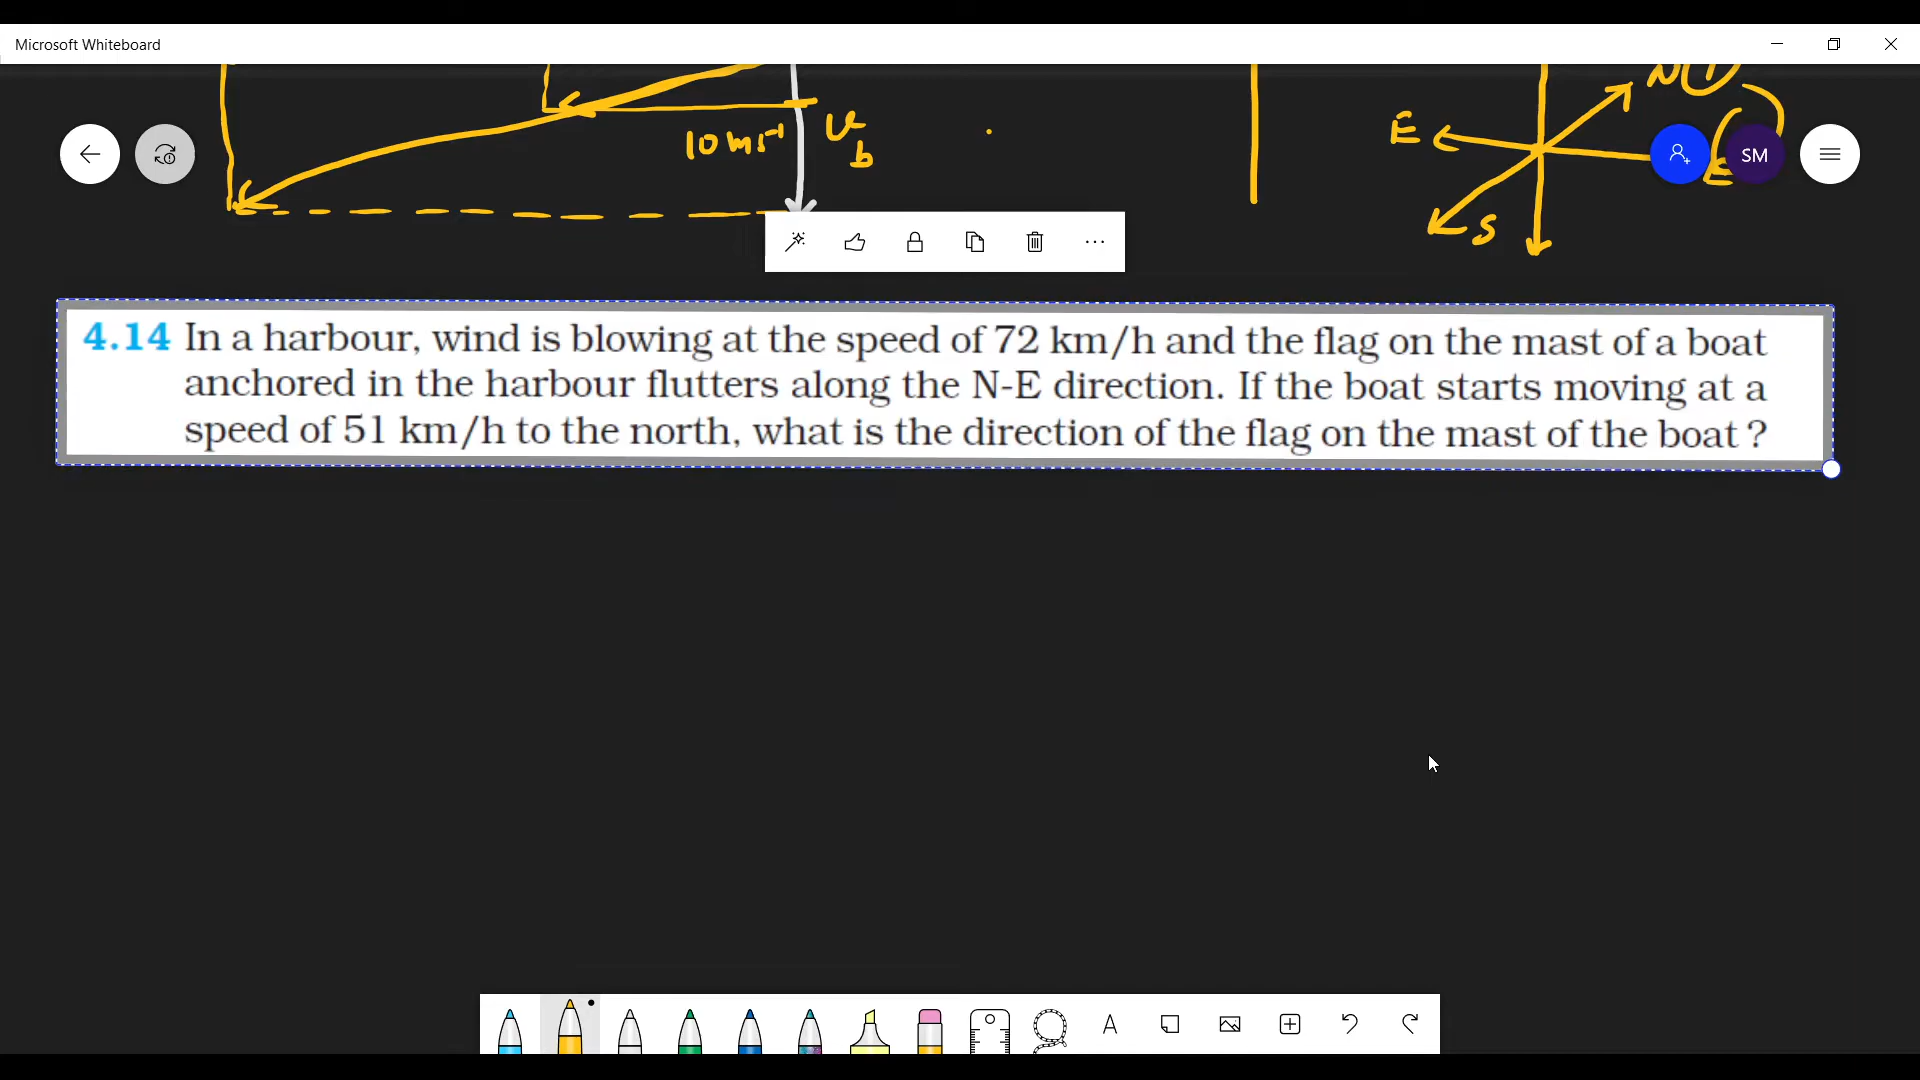 Microsoft Whiteboard
N
E
10 ms⁻¹
v
b
SM
E
S
4.14 In a harbour, wind is blowing at the speed of 72 km/h and the flag on the mast of a boat
anchored in the harbour flutters along the N-E direction. If the boat starts moving at a
speed of 51 km/h to the north, what is the direction of the flag on the mast of the boat ?
A